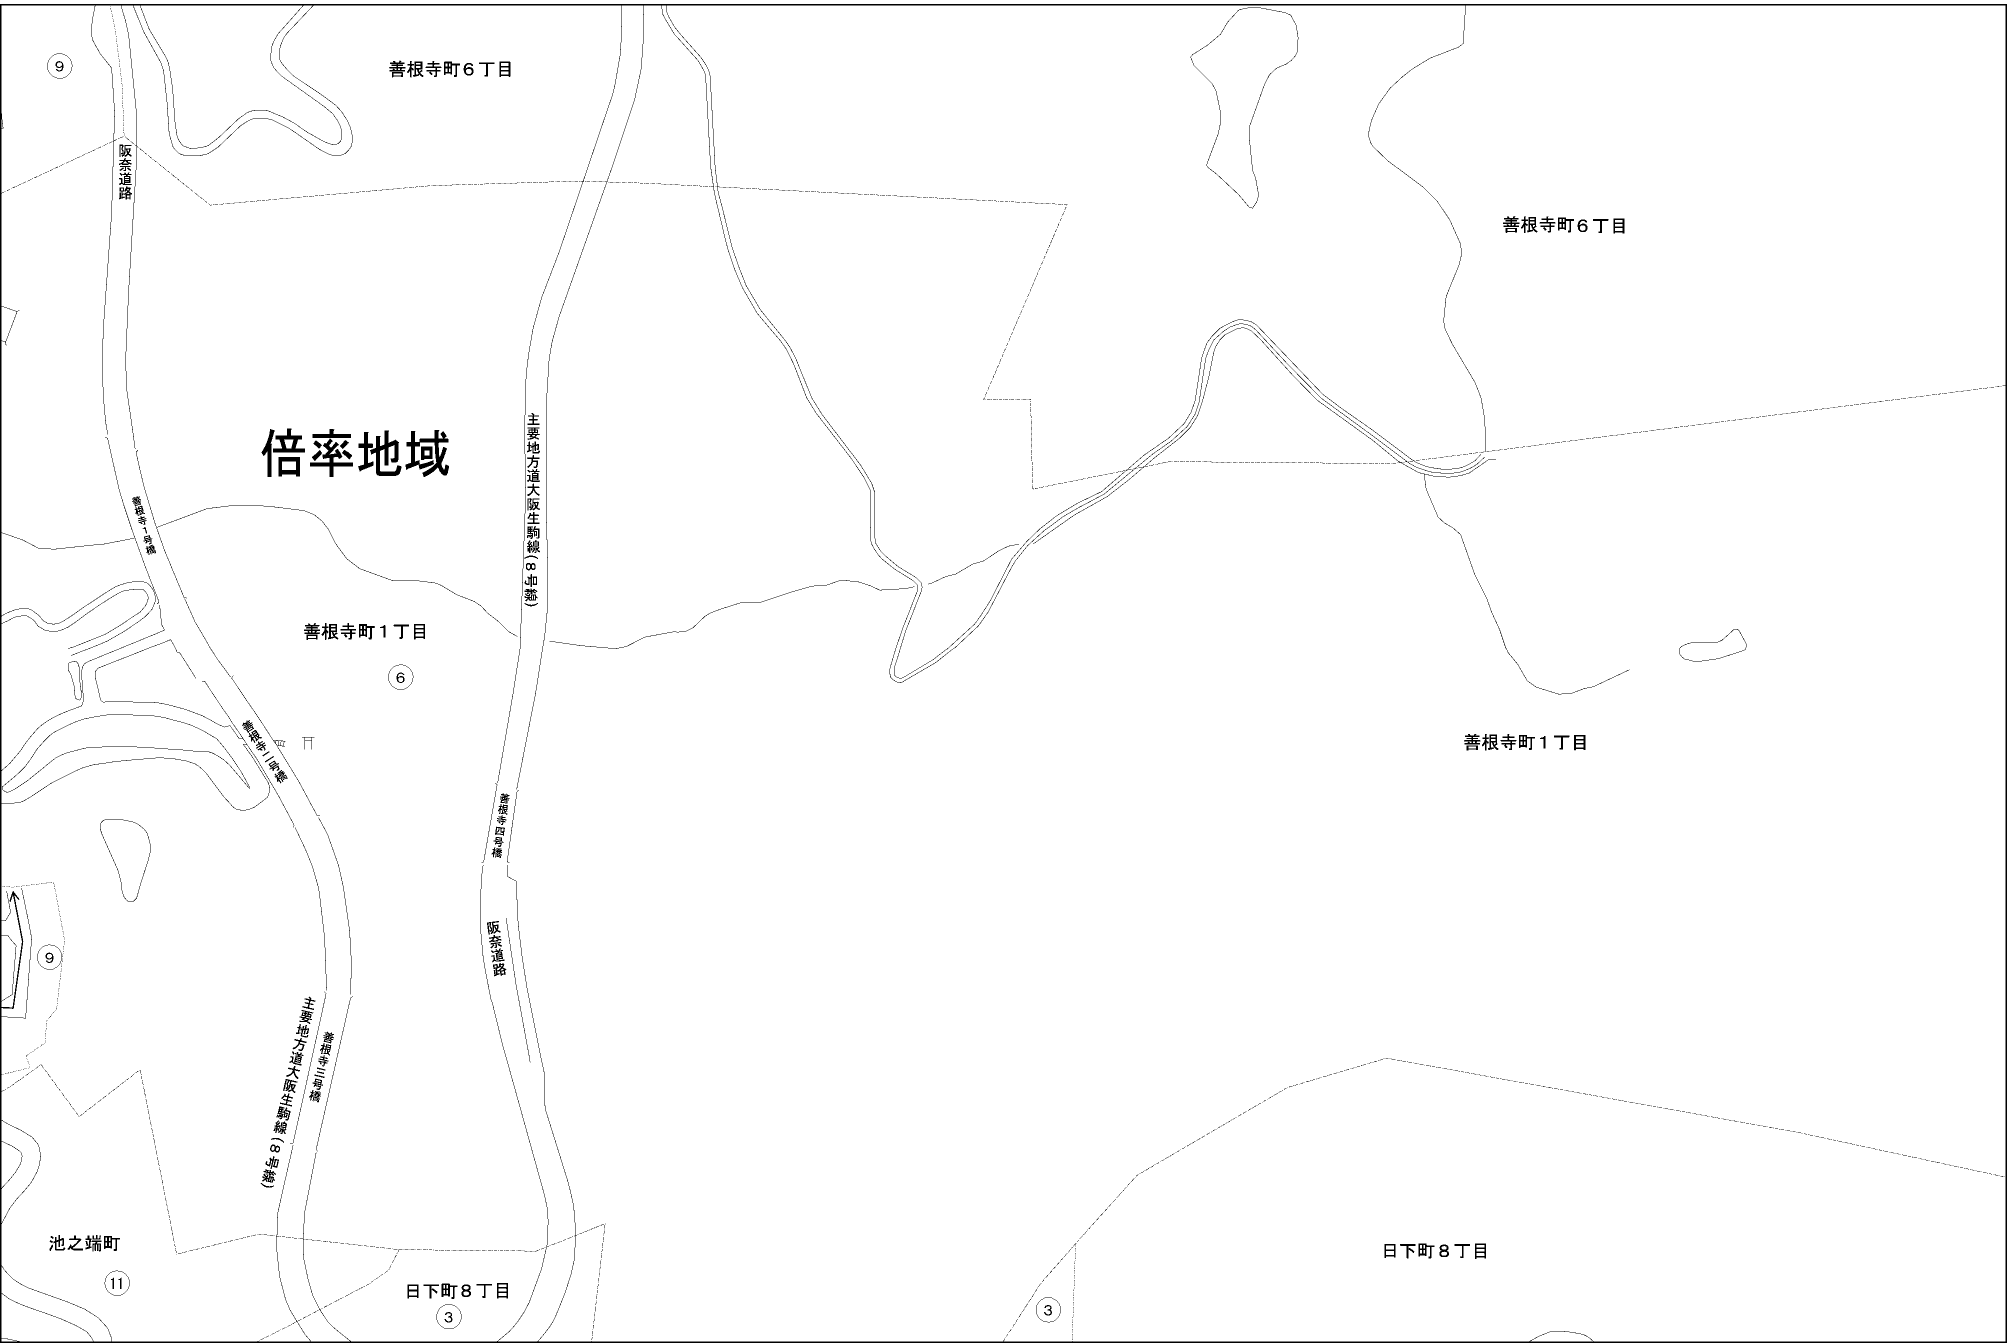 9
善根寺町６丁目
阪奈道路
善根寺町６丁目
倍率地域
主要地方道大阪生駒線(８号線)
善根寺１号橋
善根寺町１丁目
6
善根寺二号橋
善根寺町１丁目
善根寺四号橋
阪奈道路
9
主要地方道大阪生駒線(８号線)
善根寺三号橋
池之端町
11
日下町８丁目
3
日下町８丁目
3